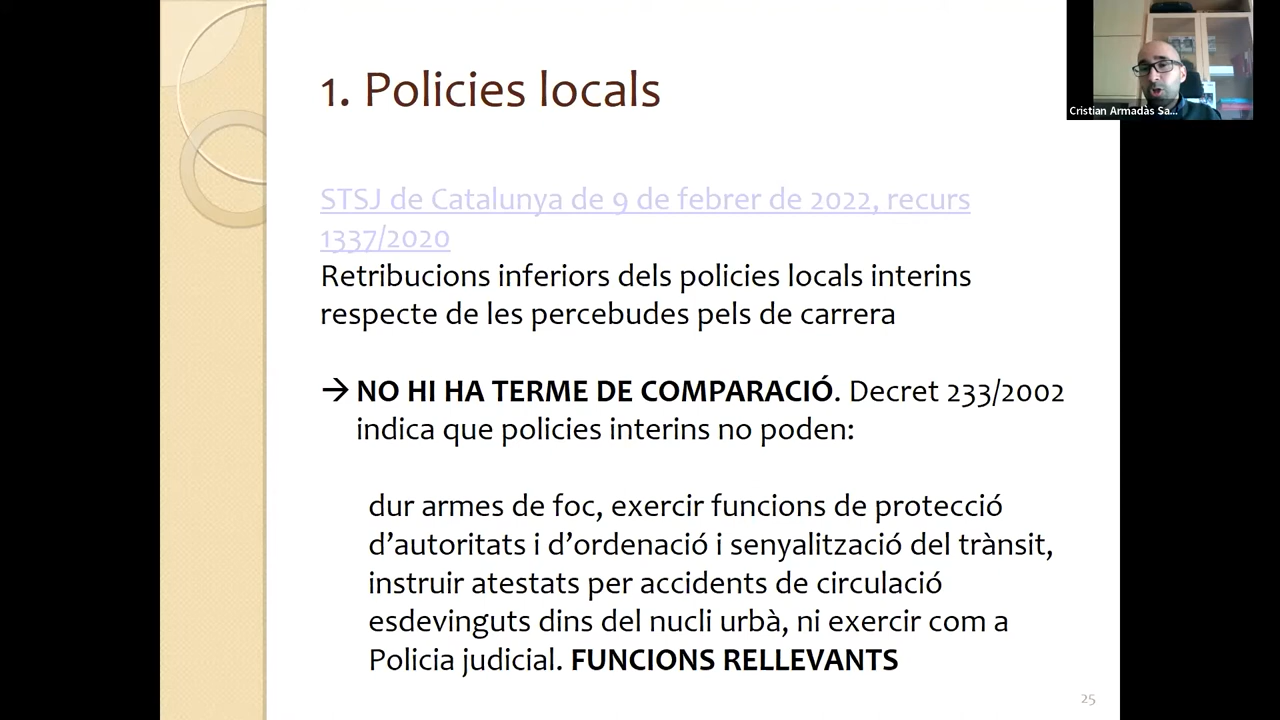 1. Policies locals
Cristian Armadàs Sa...
STSJ de Catalunya de 9 de febrer de 2022, recurs
1337/2020
Retribucions inferiors dels policies locals interins
respecte de les percebudes pels de carrera
→ NO HI HA TERME DE COMPARACIÓ. Decret 233/2002
indica que policies interins no poden:
dur armes de foc, exercir funcions de protecció
d’autoritats i d’ordenació i senyalització del trànsit,
instruir atestats per accidents de circulació
esdevinguts dins del nucli urbà, ni exercir com a
Policia judicial. FUNCIONS RELLEVANTS
25